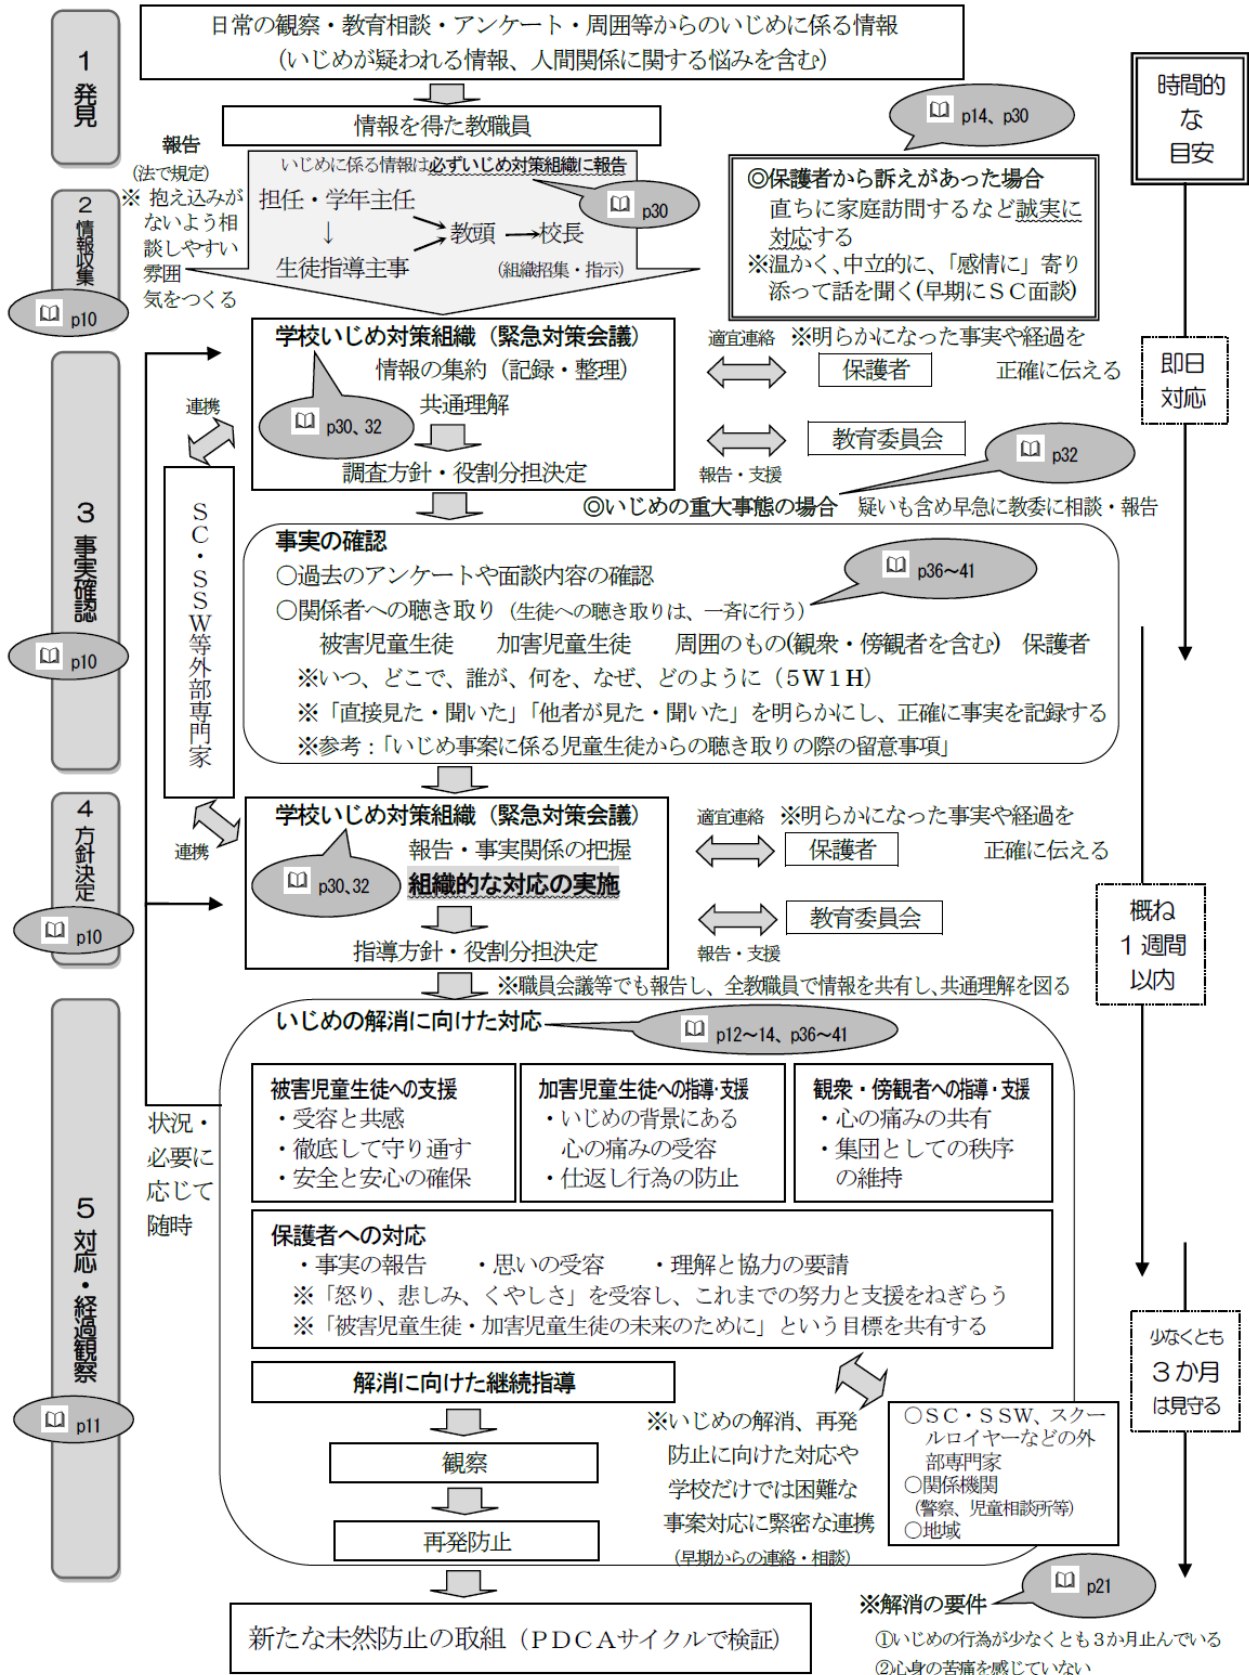 日常の観察・教育相談・アンケート・周囲等からのいじめに係る情報
(いじめが疑われる情報、人間関係に関する悩みを含む)
１ 発見
時間的
な
目安
情報を得た教職員
p14、p30
報告
(法で規定)
※ 抱え込みが
ないよう相
談しやすい
雰囲
気をつくる
いじめに係る情報は必ずいじめ対策組織に報告
担任・学年主任
↓
生徒指導主事
教頭
校長
(組織招集・指示)
p30
◎保護者から訴えがあった場合
直ちに家庭訪問するなど誠実に
対応する
※温かく、中立的に、「感情に」寄り
添って話を聞く(早期にＳＣ面談)
２ 情報収集
p10
学校いじめ対策組織（緊急対策会議）
情報の集約（記録・整理）
共通理解
p30、32
調査方針・役割分担決定
適宜連絡
※明らかになった事実や経過を
正確に伝える
保護者
教育委員会
報告・支援
p32
即日
対応
連携
◎いじめの重大事態の場合 疑いも含め早急に教委に相談・報告
３ 事実確認
p10
ＳＣ・ＳＳＷ等外部専門家
事実の確認
○過去のアンケートや面談内容の確認
p36～41
○関係者への聴き取り（生徒への聴き取りは、一斉に行う）
被害児童生徒 加害児童生徒 周囲のもの(観衆・傍観者を含む) 保護者
※いつ、どこで、誰が、何を、なぜ、どのように（５Ｗ１Ｈ）
※「直接見た・聞いた」「他者が見た・聞いた」を明らかにし、正確に事実を記録する
※参考：「いじめ事案に係る児童生徒からの聴き取りの際の留意事項」
４ 方針決定
p10
連携
学校いじめ対策組織（緊急対策会議）
報告・事実関係の把握
p30、32
組織的な対応の実施
指導方針・役割分担決定
適宜連絡
※明らかになった事実や経過を
正確に伝える
保護者
教育委員会
報告・支援
概ね
１週間
以内
※職員会議等でも報告し、全教職員で情報を共有し、共通理解を図る
５ 対応・経過観察
p11
いじめの解消に向けた対応
p12～14、p36～41
被害児童生徒への支援
・受容と共感
・徹底して守り通す
・安全と安心の確保
加害児童生徒への指導・支援
・いじめの背景にある
心の痛みの受容
・仕返し行為の防止
観衆・傍観者への指導・支援
・心の痛みの共有
・集団としての秩序
の維持
状況・
必要に
応じて
随時
保護者への対応
・事実の報告 ・思いの受容 ・理解と協力の要請
※「怒り、悲しみ、くやしさ」を受容し、これまでの努力と支援をねぎらう
※「被害児童生徒・加害児童生徒の未来のために」という目標を共有する
少なくとも
３か月
は見守る
解消に向けた継続指導
観察
再発防止
※いじめの解消、再発
防止に向けた対応や
学校だけでは困難な
事案対応に緊密な連携
(早期からの連絡・相談)
○ＳＣ・ＳＳＷ、スクー
ルロイヤーなどの外
部専門家
○関係機関
（警察、児童相談所等）
○地域
p21
※解消の要件
①いじめの行為が少なくとも３か月止んでいる
②心身の苦痛を感じていない
新たな未然防止の取組（ＰＤＣＡサイクルで検証）